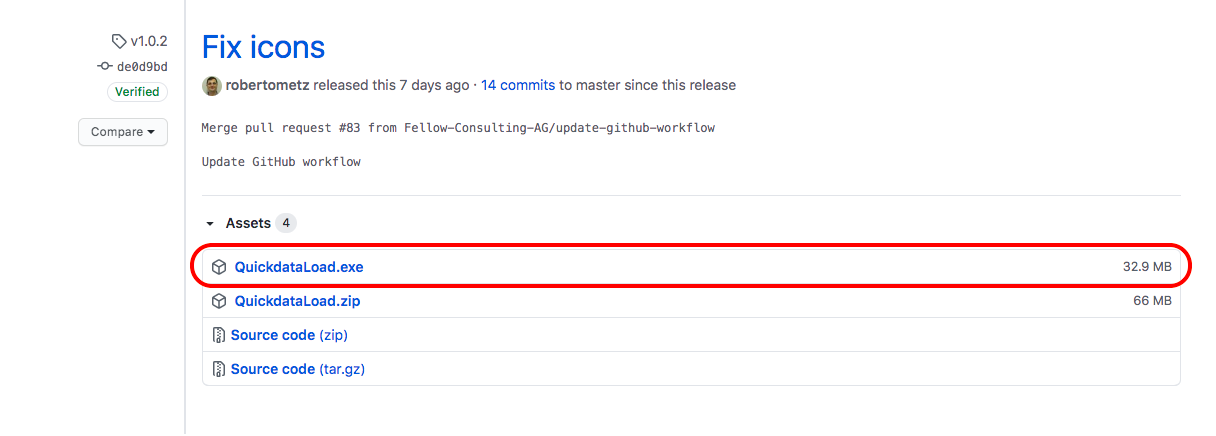 v1.0.2
de0d9bd
Verified
Compare
Fix icons
robertometz released this 7 days ago · 14 commits to master since this release
Merge pull request #83 from Fellow-Consulting-AG/update-github-workflow
Update GitHub workflow
Assets 4
QuickdataLoad.exe 32.9 MB
QuickdataLoad.zip 66 MB
Source code (zip)
Source code (tar.gz)